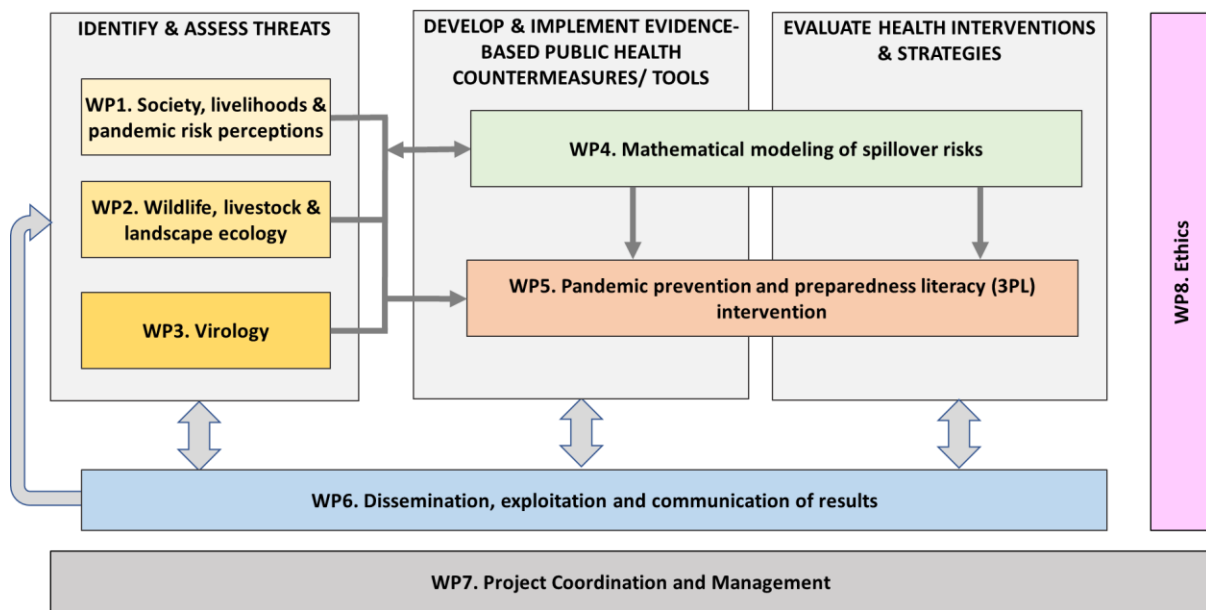 IDENTIFY & ASSESS THREATS
WP1. Society, livelihoods &
pandemic risk perceptions
WP2. Wildlife, livestock &
landscape ecology
WP3. Virology
DEVELOP & IMPLEMENT EVIDENCE-
BASED PUBLIC HEALTH
COUNTERMEASURES/ TOOLS
EVALUATE HEALTH INTERVENTIONS
& STRATEGIES
WP4. Mathematical modeling of spillover risks
WP5. Pandemic prevention and preparedness literacy (3PL)
intervention
WP6. Dissemination, exploitation and communication of results
WP8. Ethics
WP7. Project Coordination and Management